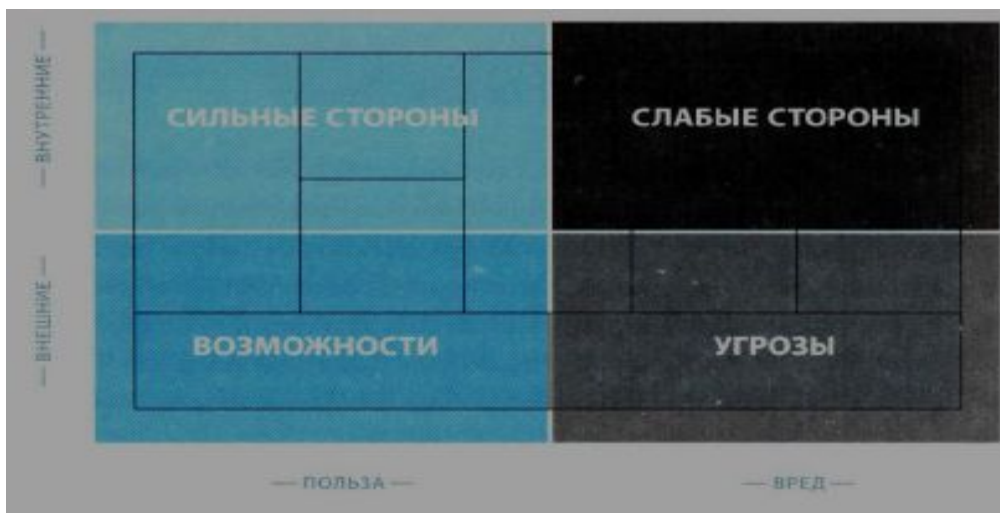 — ВНУТРЕННИЕ —
СИЛЬНЫЕ СТОРОНЫ
СЛАБЫЕ СТОРОНЫ
— ВНЕШНИЕ —
ВОЗМОЖНОСТИ
УГРОЗЫ
— ПОЛЬЗА —
— ВРЕД —